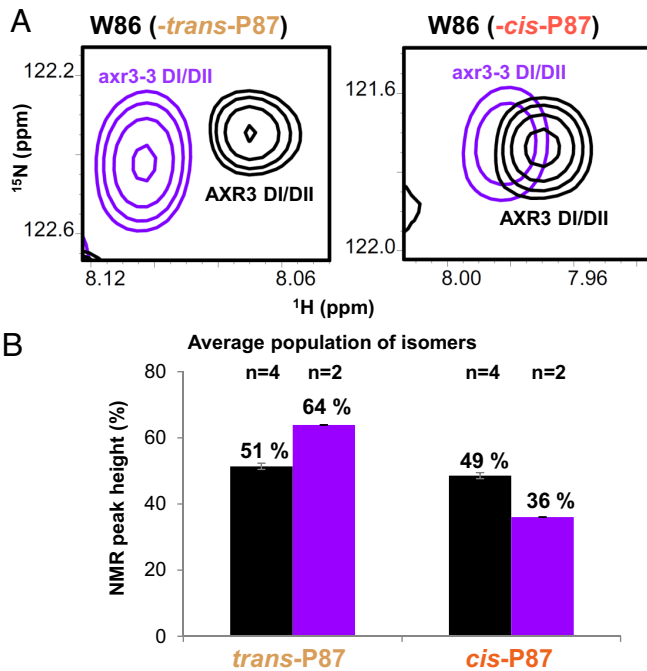 A
W86 (-trans-P87)
W86 (-cis-P87)
122.2
122.6
axr3-3 DI/DII
AXR3 DI/DII
8.12
8.06
15N (ppm)
121.6
122.0
axr3-3 DI/DII
AXR3 DI/DII
8.00
7.96
1H (ppm)
B
Average population of isomers
n=4 n=2 n=4 n=2
NMR peak height (%)
80
60
40
20
0
51 %
64 %
49 %
36 %
trans-P87
cis-P87